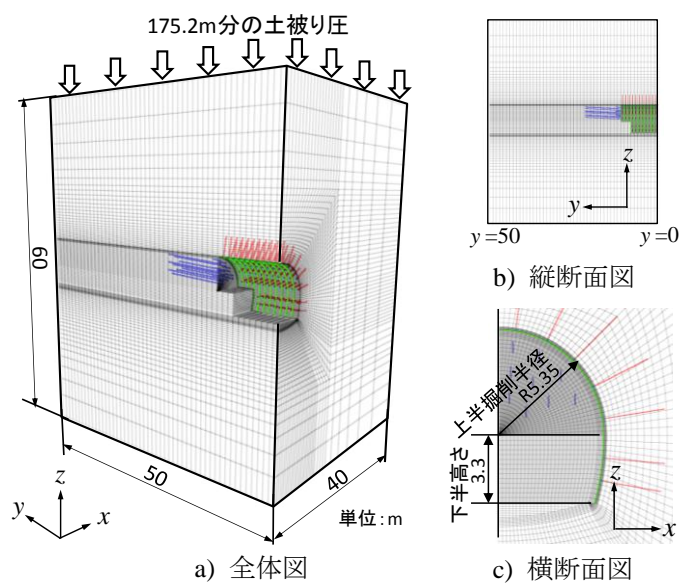 175.2m分の土被り圧
60
50
40
単位：m
z
y
x
a) 全体図
z
y
y =50
y =0
b) 縦断面図
上半掘削半径
R5.35
下半高さ
3.3
z
x
c) 横断面図